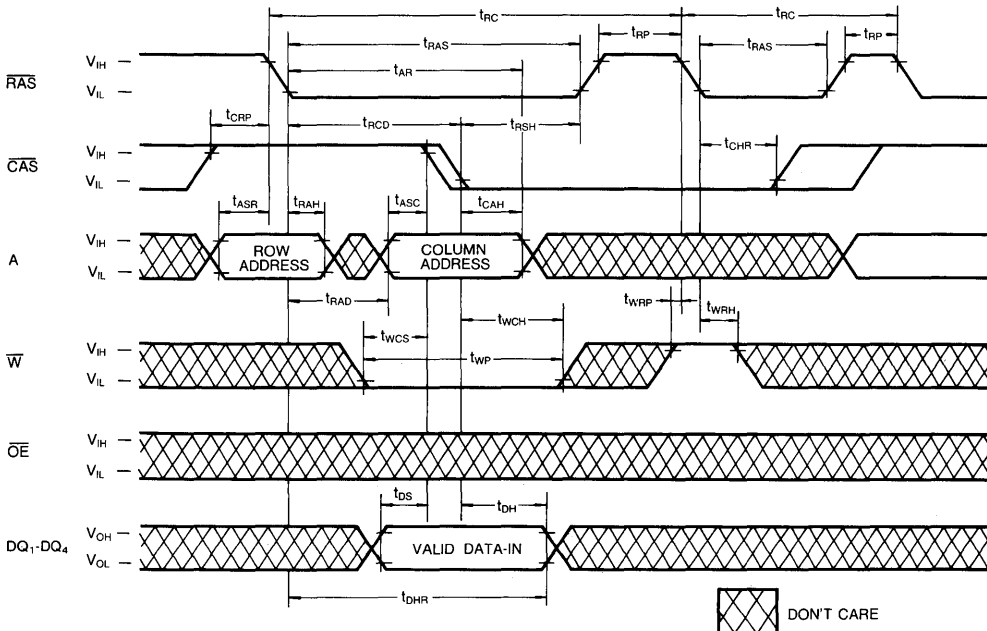 tRC tRC
tRAS tRP tRAS tRP
tAR
RAS VIH
VIL
tCRP tRCD tRSH tCHR
CAS VIH
VIL
tASR tRAH tASC tCAH
A VIH
VIL
ROW ADDRESS
COLUMN ADDRESS
tRAD tWRP tWRH
tWCS tWCH
tWP
W VIH
VIL
OE VIH
VIL
tDS tDH
DQ1-DQ4 VOH
VOL
VALID DATA-IN
tDHR
DON'T CARE